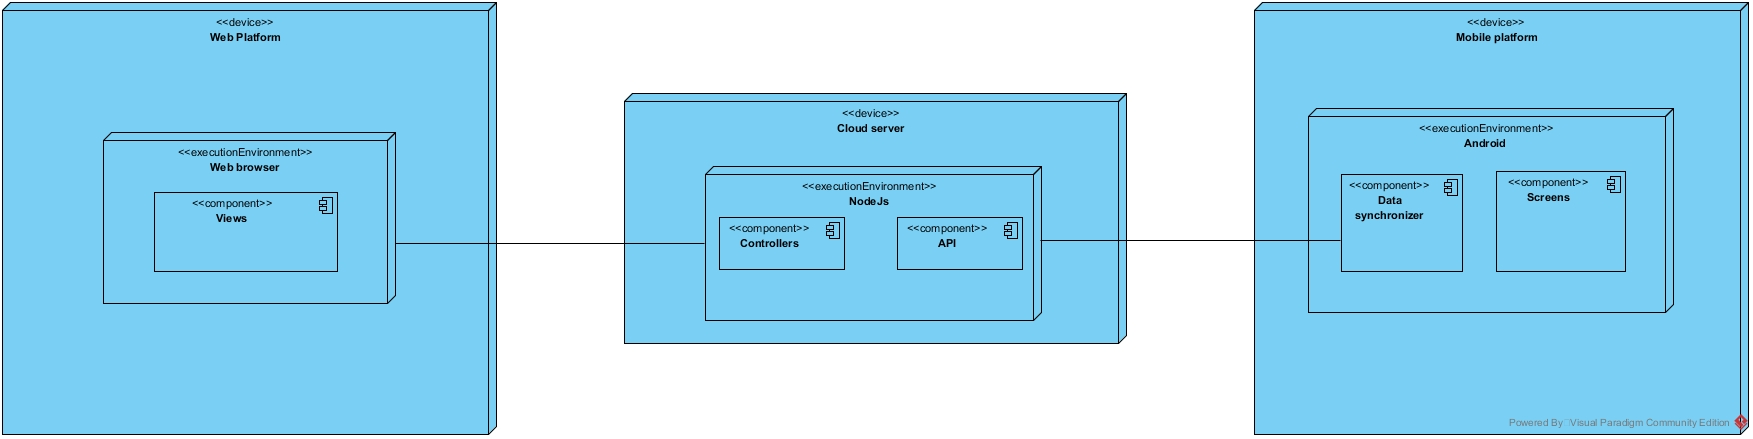 <<device>>
Web Platform
<<executionEnvironment>>
Web browser
<<component>>
Views
<<device>>
Cloud server
<<executionEnvironment>>
NodeJs
<<component>>
Controllers
<<component>>
API
<<device>>
Mobile platform
<<executionEnvironment>>
Android
<<component>>
Data
synchronizer
<<component>>
Screens
Powered By Visual Paradigm Community Edition